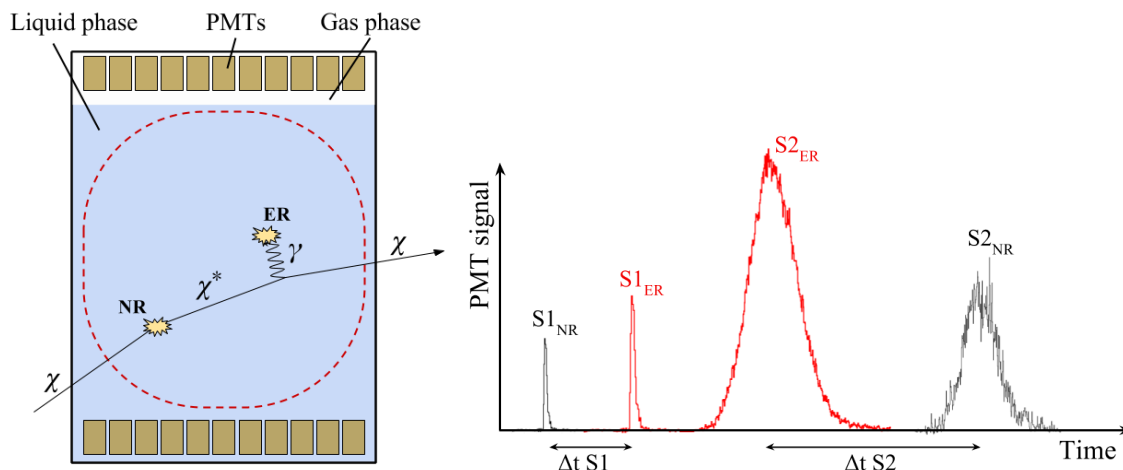 Liquid phase
PMTs
Gas phase
ER
γ
χ
χ*
NR
χ
PMT signal
S1NR
S1ER
S2ER
S2NR
Δt S1
Δt S2
Time